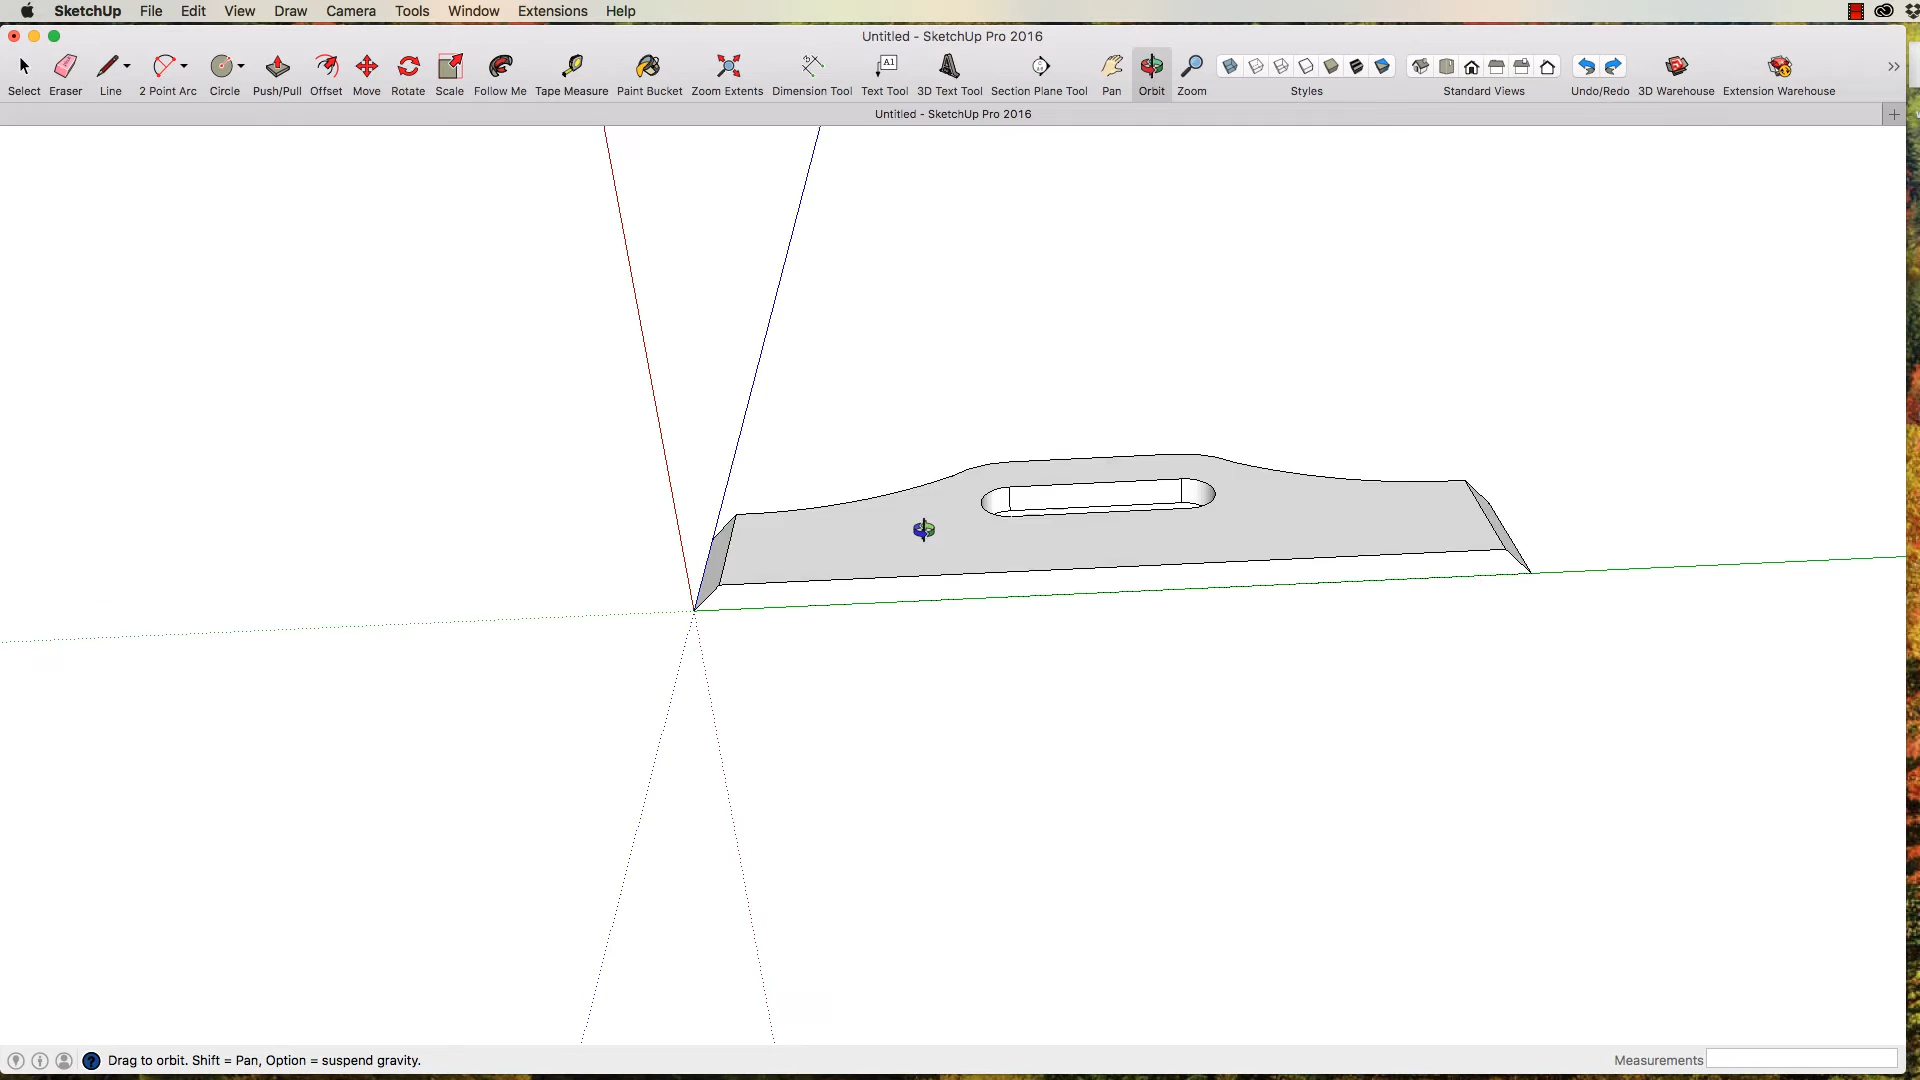 SketchUp File Edit View Draw Camera Tools Window Extensions Help
Untitled - SketchUp Pro 2016
Select Eraser Line 2 Point Arc Circle Push/Pull Offset Move Rotate Scale Follow Me Tape Measure Paint Bucket Zoom Extents Dimension Tool Text Tool 3D Text Tool Section Plane Tool Pan Orbit Zoom Styles Standard Views Undo/Redo 3D Warehouse Extension Warehouse
Untitled - SketchUp Pro 2016
Drag to orbit. Shift = Pan, Option = suspend gravity. Measurements